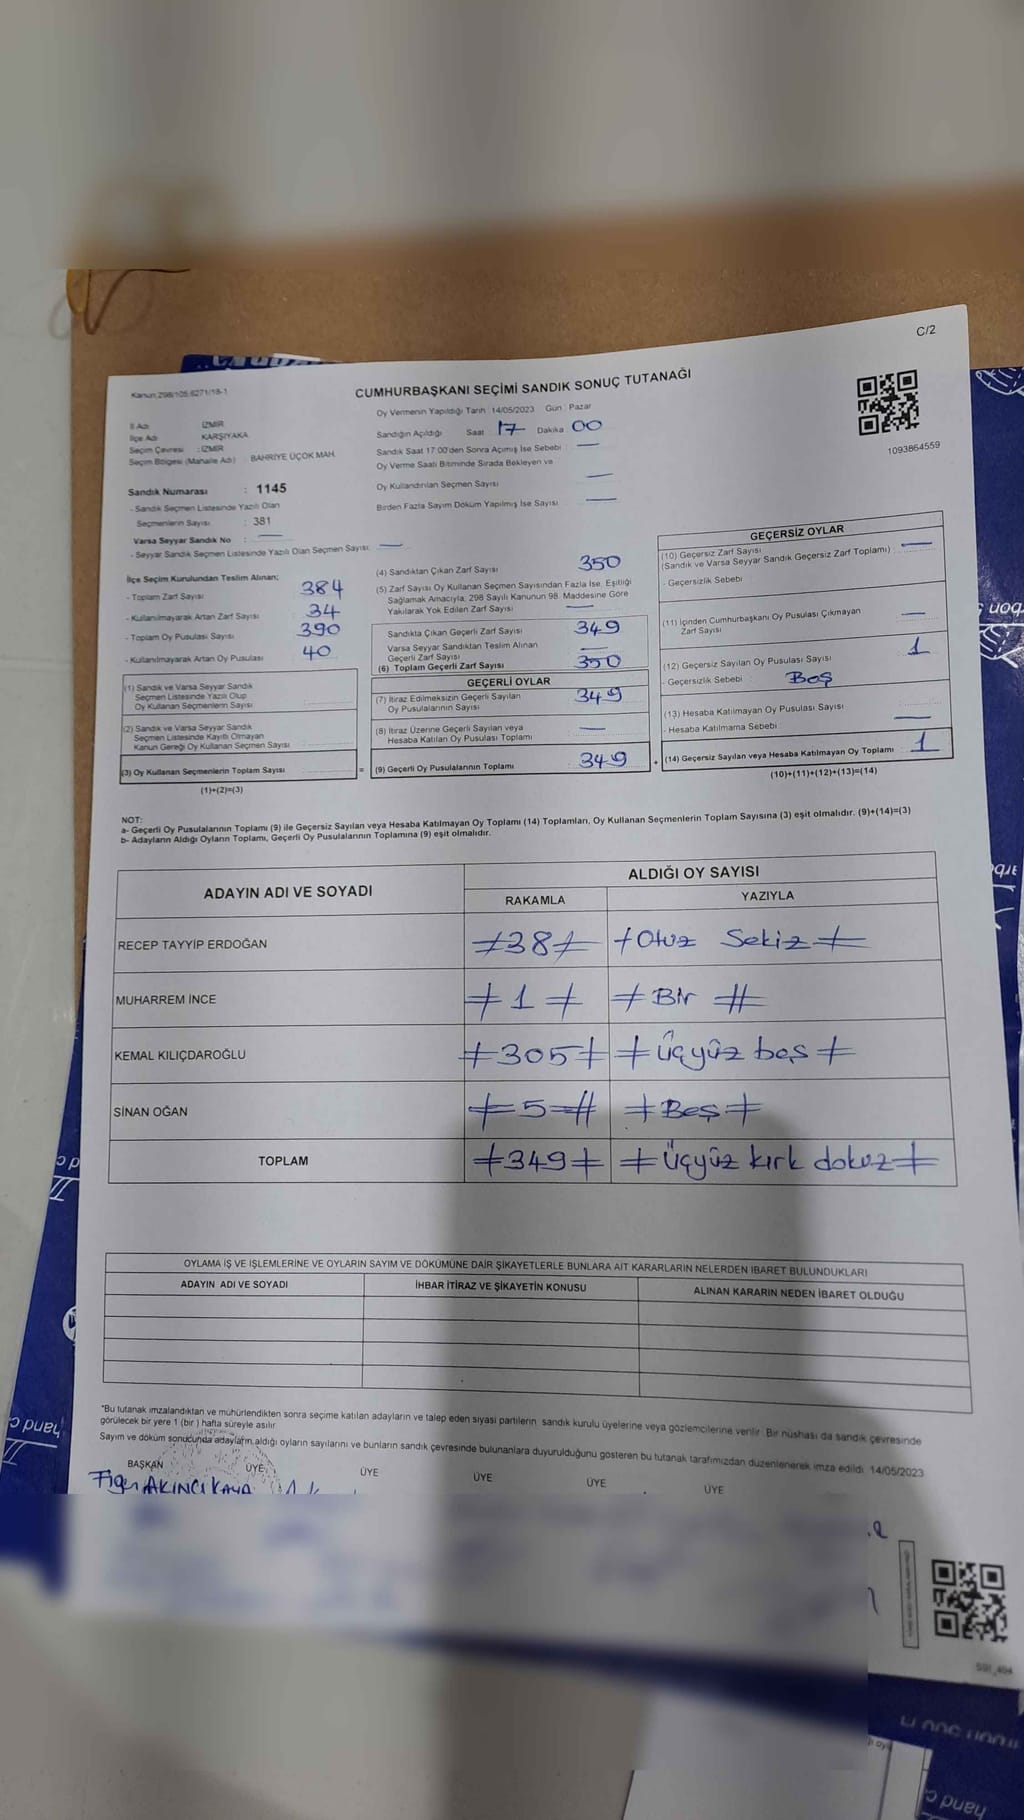 C/2
Kanun 298/105 6271/18-1
CUMHURBAŞKANI SEÇİMİ SANDIK SONUÇ TUTANAĞI
1093864559
İl Adı İZMİR
İlçe Adı KARŞIYAKA
Seçim Çevresi : İZMİR
Seçim Bölgesi (Mahalle Adı) BAHRİYE ÜÇOK MAH.
Oy Vermenin Yapıldığı Tarih 14/05/2023 Gün Pazar
Sandığın Açıldığı Saat 17 Dakika 00
Sandık Saat 17.00'den Sonra Açılmış İse Sebebi —
Oy Verme Saati Bitiminde Sırada Bekleyen ve
Oy Kullandırılan Seçmen Sayısı —
Birden Fazla Sayım Döküm Yapılmış İse Sayısı —
Sandık Numarası : 1145
- Sandık Seçmen Listesinde Yazılı Olan
Seçmenlerin Sayısı : 381
Varsa Seyyar Sandık No : —
- Seyyar Sandık Seçmen Listesinde Yazılı Olan Seçmen Sayısı —
İlçe Seçim Kurulundan Teslim Alınan;
- Toplam Zarf Sayısı 384
- Kullanılmayarak Artan Zarf Sayısı 34
- Toplam Oy Pusulası Sayısı 390
- Kullanılmayarak Artan Oy Pusulası 40
(1) Sandık ve Varsa Seyyar Sandık
Seçmen Listesinde Yazılı Olup
Oy Kullanan Seçmenlerin Sayısı
(2) Sandık ve Varsa Seyyar Sandık
Seçmen Listesinde Kayıtlı Olmayan
Kanun Gereği Oy Kullanan Seçmen Sayısı
(3) Oy Kullanan Seçmenlerin Toplam Sayısı =
(1)+(2)=(3)
(4) Sandıktan Çıkan Zarf Sayısı 350
(5) Zarf Sayısı Oy Kullanan Seçmen Sayısından Fazla İse, Eşitliği
Sağlamak Amacıyla; 298 Sayılı Kanunun 98. Maddesine Göre
Yakılarak Yok Edilen Zarf Sayısı —
Sandıkta Çıkan Geçerli Zarf Sayısı 349
Varsa Seyyar Sandıktan Teslim Alınan
Geçerli Zarf Sayısı —
(6) Toplam Geçerli Zarf Sayısı 350
GEÇERLİ OYLAR
(7) İtiraz Edilmeksizin Geçerli Sayılan
Oy Pusulalarının Sayısı 349
(8) İtiraz Üzerine Geçerli Sayılan veya
Hesaba Katılan Oy Pusulası Toplamı —
(9) Geçerli Oy Pusulalarının Toplamı 349 +
GEÇERSİZ OYLAR
(10) Geçersiz Zarf Sayısı
(Sandık ve Varsa Seyyar Sandık Geçersiz Zarf Toplamı) —
- Geçersizlik Sebebi
(11) İçinden Cumhurbaşkanı Oy Pusulası Çıkmayan
Zarf Sayısı —
(12) Geçersiz Sayılan Oy Pusulası Sayısı 1
- Geçersizlik Sebebi : Boş
(13) Hesaba Katılmayan Oy Pusulası Sayısı
- Hesaba Katılmama Sebebi —
(14) Geçersiz Sayılan veya Hesaba Katılmayan Oy Toplamı 1
(10)+(11)+(12)+(13)=(14)
NOT:
a- Geçerli Oy Pusulalarının Toplamı (9) ile Geçersiz Sayılan veya Hesaba Katılmayan Oy Toplamı (14) Toplamları, Oy Kullanan Seçmenlerin Toplam Sayısına (3) eşit olmalıdır. (9)+(14)=(3)
b- Adayların Aldığı Oyların Toplamı, Geçerli Oy Pusulalarının Toplamına (9) eşit olmalıdır.
ADAYIN ADI VE SOYADI ALDIĞI OY SAYISI
RAKAMLA YAZIYLA
RECEP TAYYİP ERDOĞAN ≠38≠ ≠Otuz Sekiz≠
MUHARREM İNCE ≠1≠ ≠Bir≠
KEMAL KILIÇDAROĞLU ≠305≠ ≠Üçyüz beş≠
SİNAN OĞAN ≠5≠ ≠Beş≠
TOPLAM ≠349≠ ≠Üçyüz kırk dokuz≠
OYLAMA İŞ VE İŞLEMLERİNE VE OYLARIN SAYIM VE DÖKÜMÜNE DAİR ŞİKAYETLERLE BUNLARA AİT KARARLARIN NELERDEN İBARET BULUNDUKLARI
ADAYIN ADI VE SOYADI İHBAR İTİRAZ VE ŞİKAYETİN KONUSU ALINAN KARARIN NEDEN İBARET OLDUĞU
*Bu tutanak imzalandıktan ve mühürlendikten sonra seçime katılan adayların ve talep eden siyasi partilerin sandık kurulu üyelerine veya gözlemcilerine verilir. Bir nüshası da sandık çevresinde
görülecek bir yere 1 (bir) hafta süreyle asılır
Sayım ve döküm sonucunda adayların aldığı oyların sayılarını ve bunların sandık çevresinde bulunanlara duyurulduğunu gösteren bu tutanak tarafımızdan düzenlenerek imza edildi. 14/05/2023
BAŞKAN ÜYE ÜYE ÜYE ÜYE ÜYE
AKINCI KAYA